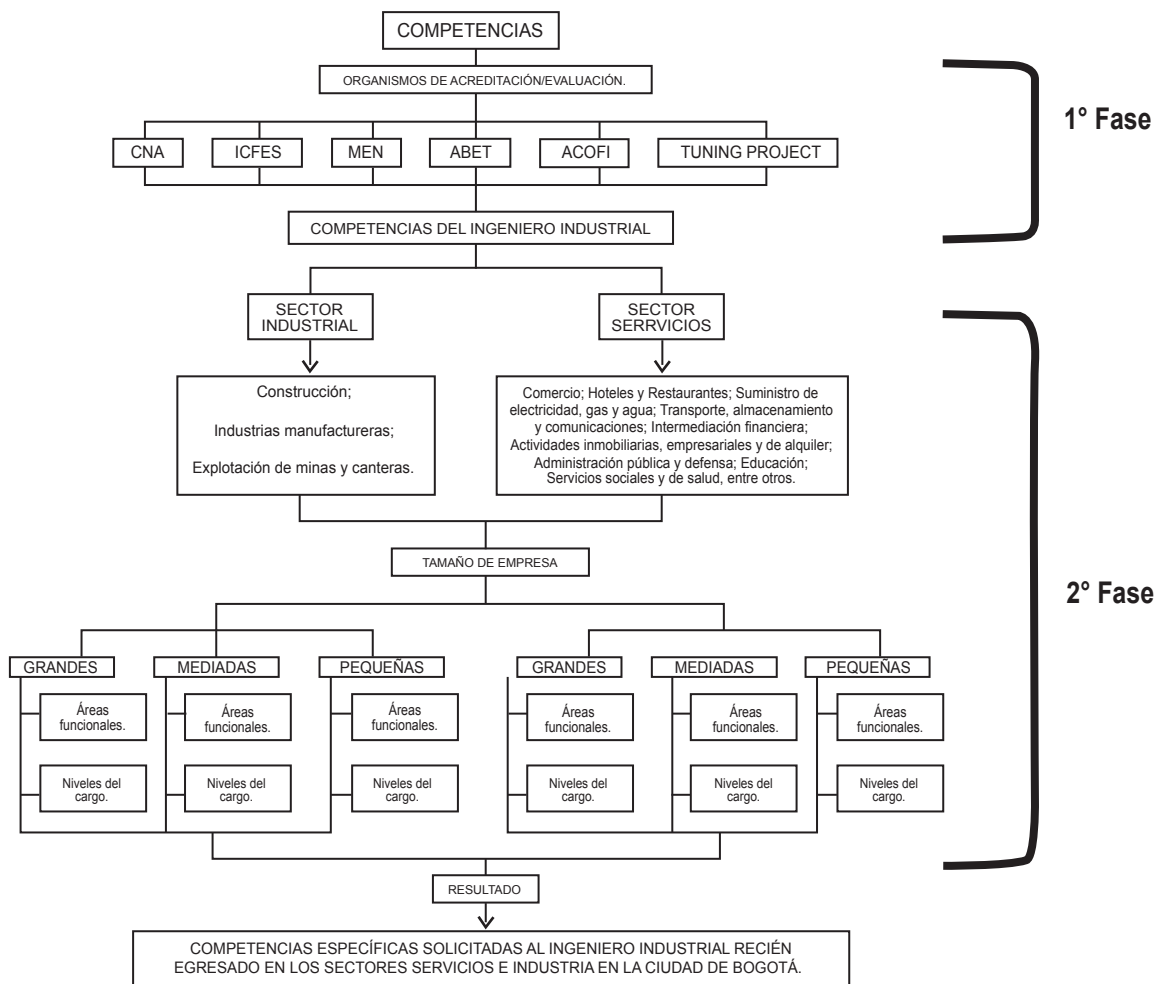 COMPETENCIAS
ORGANISMOS DE ACREDITACIÓN/EVALUACIÓN.
1° Fase
CNA
ICFES
MEN
ABET
ACOFI
TUNING PROJECT
COMPETENCIAS DEL INGENIERO INDUSTRIAL
SECTOR
INDUSTRIAL
SECTOR
SERRVICIOS
Construcción;
Industrias manufactureras;
Explotación de minas y canteras.
Comercio; Hoteles y Restaurantes; Suministro de
electricidad, gas y agua; Transporte, almacenamiento
y comunicaciones; Intermediación financiera;
Actividades inmobiliarias, empresariales y de alquiler;
Administración pública y defensa; Educación;
Servicios sociales y de salud, entre otros.
TAMAÑO DE EMPRESA
2° Fase
GRANDES
MEDIADAS
PEQUEÑAS
GRANDES
MEDIADAS
PEQUEÑAS
Áreas
funcionales.
Áreas
funcionales.
Áreas
funcionales.
Áreas
funcionales.
Áreas
funcionales.
Áreas
funcionales.
Niveles del
cargo.
Niveles del
cargo.
Niveles del
cargo.
Niveles del
cargo.
Niveles del
cargo.
Niveles del
cargo.
RESULTADO
COMPETENCIAS ESPECÍFICAS SOLICITADAS AL INGENIERO INDUSTRIAL RECIÉN
EGRESADO EN LOS SECTORES SERVICIOS E INDUSTRIA EN LA CIUDAD DE BOGOTÁ.